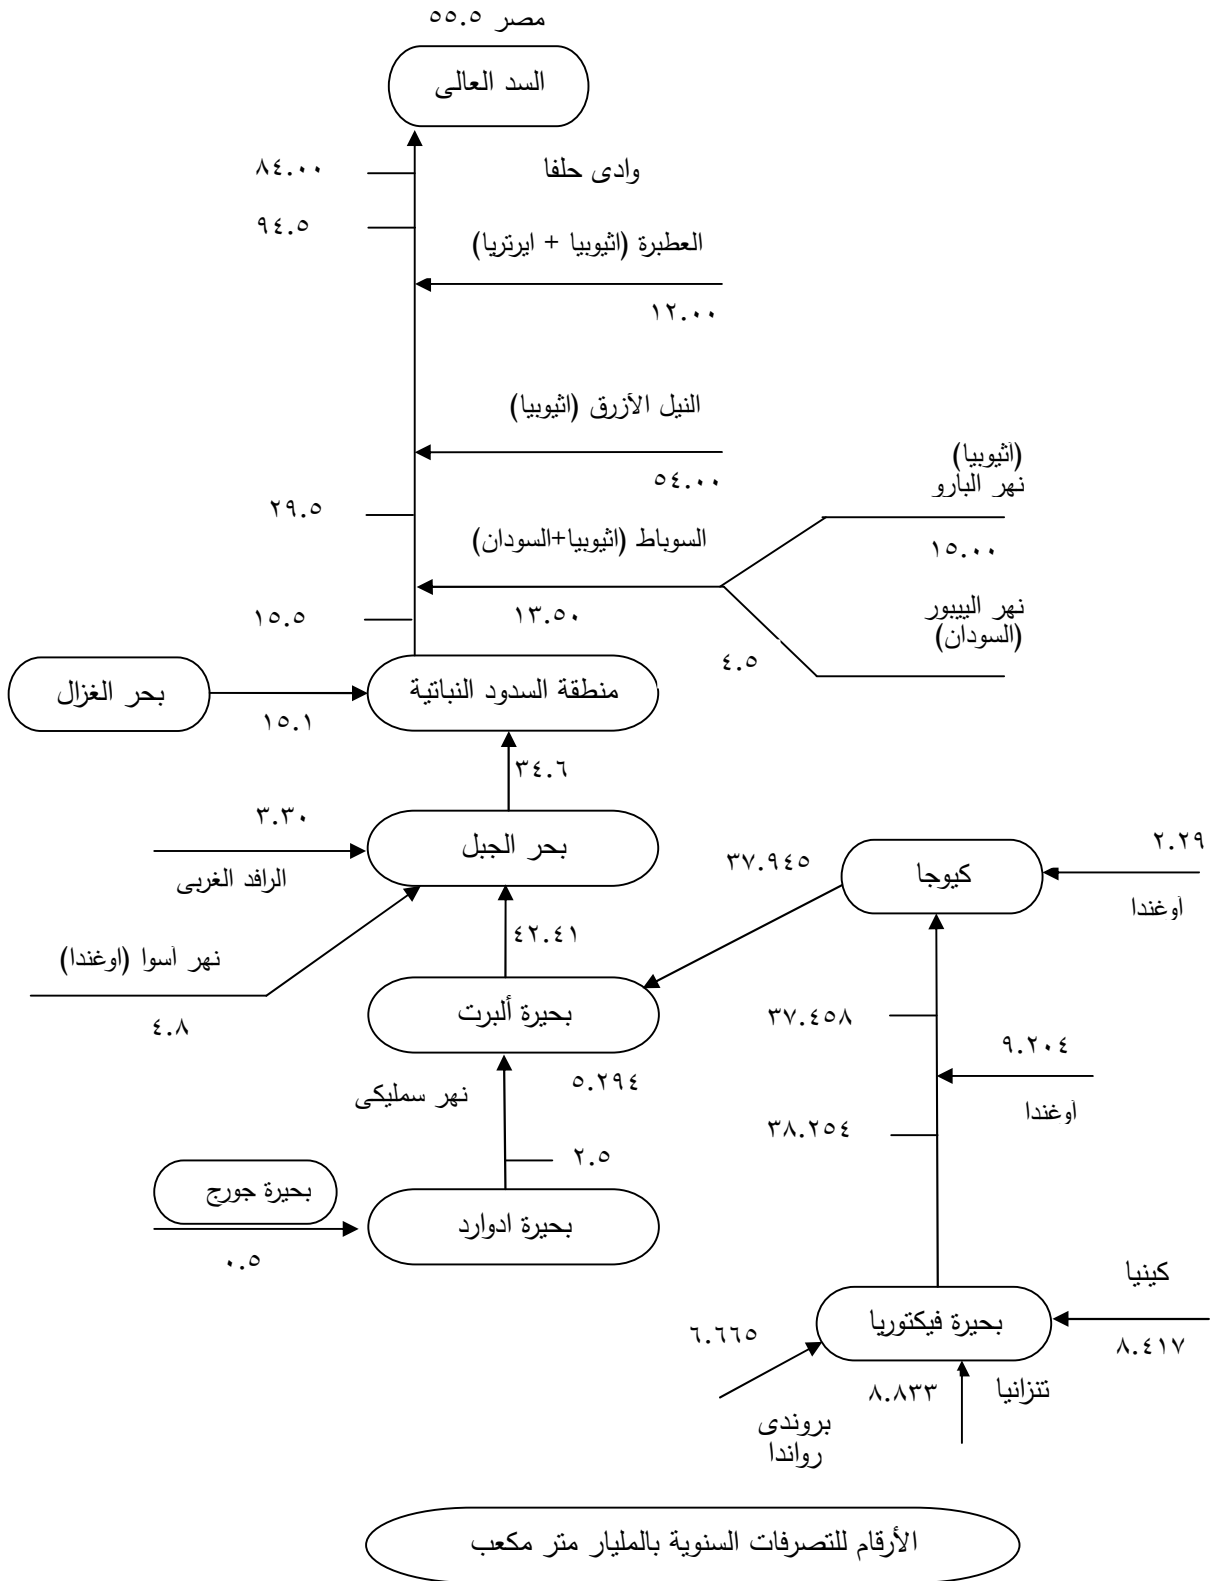 مصر ٥٥.٥
السد العالى
وادى حلفا
٨٤.٠٠
٩٤.٥
العطبرة (اثيوبيا + ايرتريا)
١٢.٠٠
النيل الأزرق (اثيوبيا)
٥٤.٠٠
(أثيوبيا)
نهر البارو
١٥.٠٠
٢٩.٥
السوباط (اثيوبيا+السودان)
١٣.٥٠
نهر البيبور
(السودان)
٤.٥
١٥.٥
منطقة السدود النباتية
بحر الغزال
١٥.١
٣٤.٦
٣.٣٠
الرافد الغربى
بحر الجبل
٣٧.٩٤٥
كيوجا
٢.٢٩
أوغندا
نهر أسوا (اوغندا)
٤.٨
٤٢.٤١
بحيرة ألبرت
٣٧.٤٥٨
٩.٢٠٤
أوغندا
٣٨.٢٥٤
نهر سمليكى
٥.٢٩٤
٢.٥
بحيرة جورج
٠.٥
بحيرة ادوارد
كينيا
٨.٤١٧
بحيرة فيكتوريا
٦.٦٦٥
بروندى
رواندا
٨.٨٣٣
تنزانيا
الأرقام للتصرفات السنوية بالمليار متر مكعب